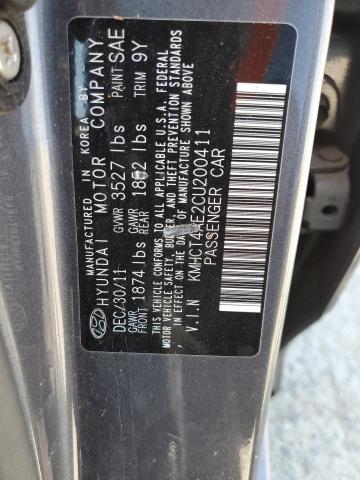 MANUFACTURED IN KOREA BY
HYUNDAI MOTOR COMPANY
DEC/30/11 GVWR 3527 lbs PAINT SAE
GAWR FRONT 1874 lbs GAWR REAR lbs TRIM 9Y
THIS VEHICLE CONFORMS TO ALL APPLICABLE U.S.A. FEDERAL
MOTOR VEHICLE SAFETY, BUMPER, AND THEFT PREVENTION STANDARDS
IN EFFECT ON THE DATE OF MANUFACTURE SHOWN ABOVE.
V.I.N KMHCT4AE2CU200411
PASSENGER CAR